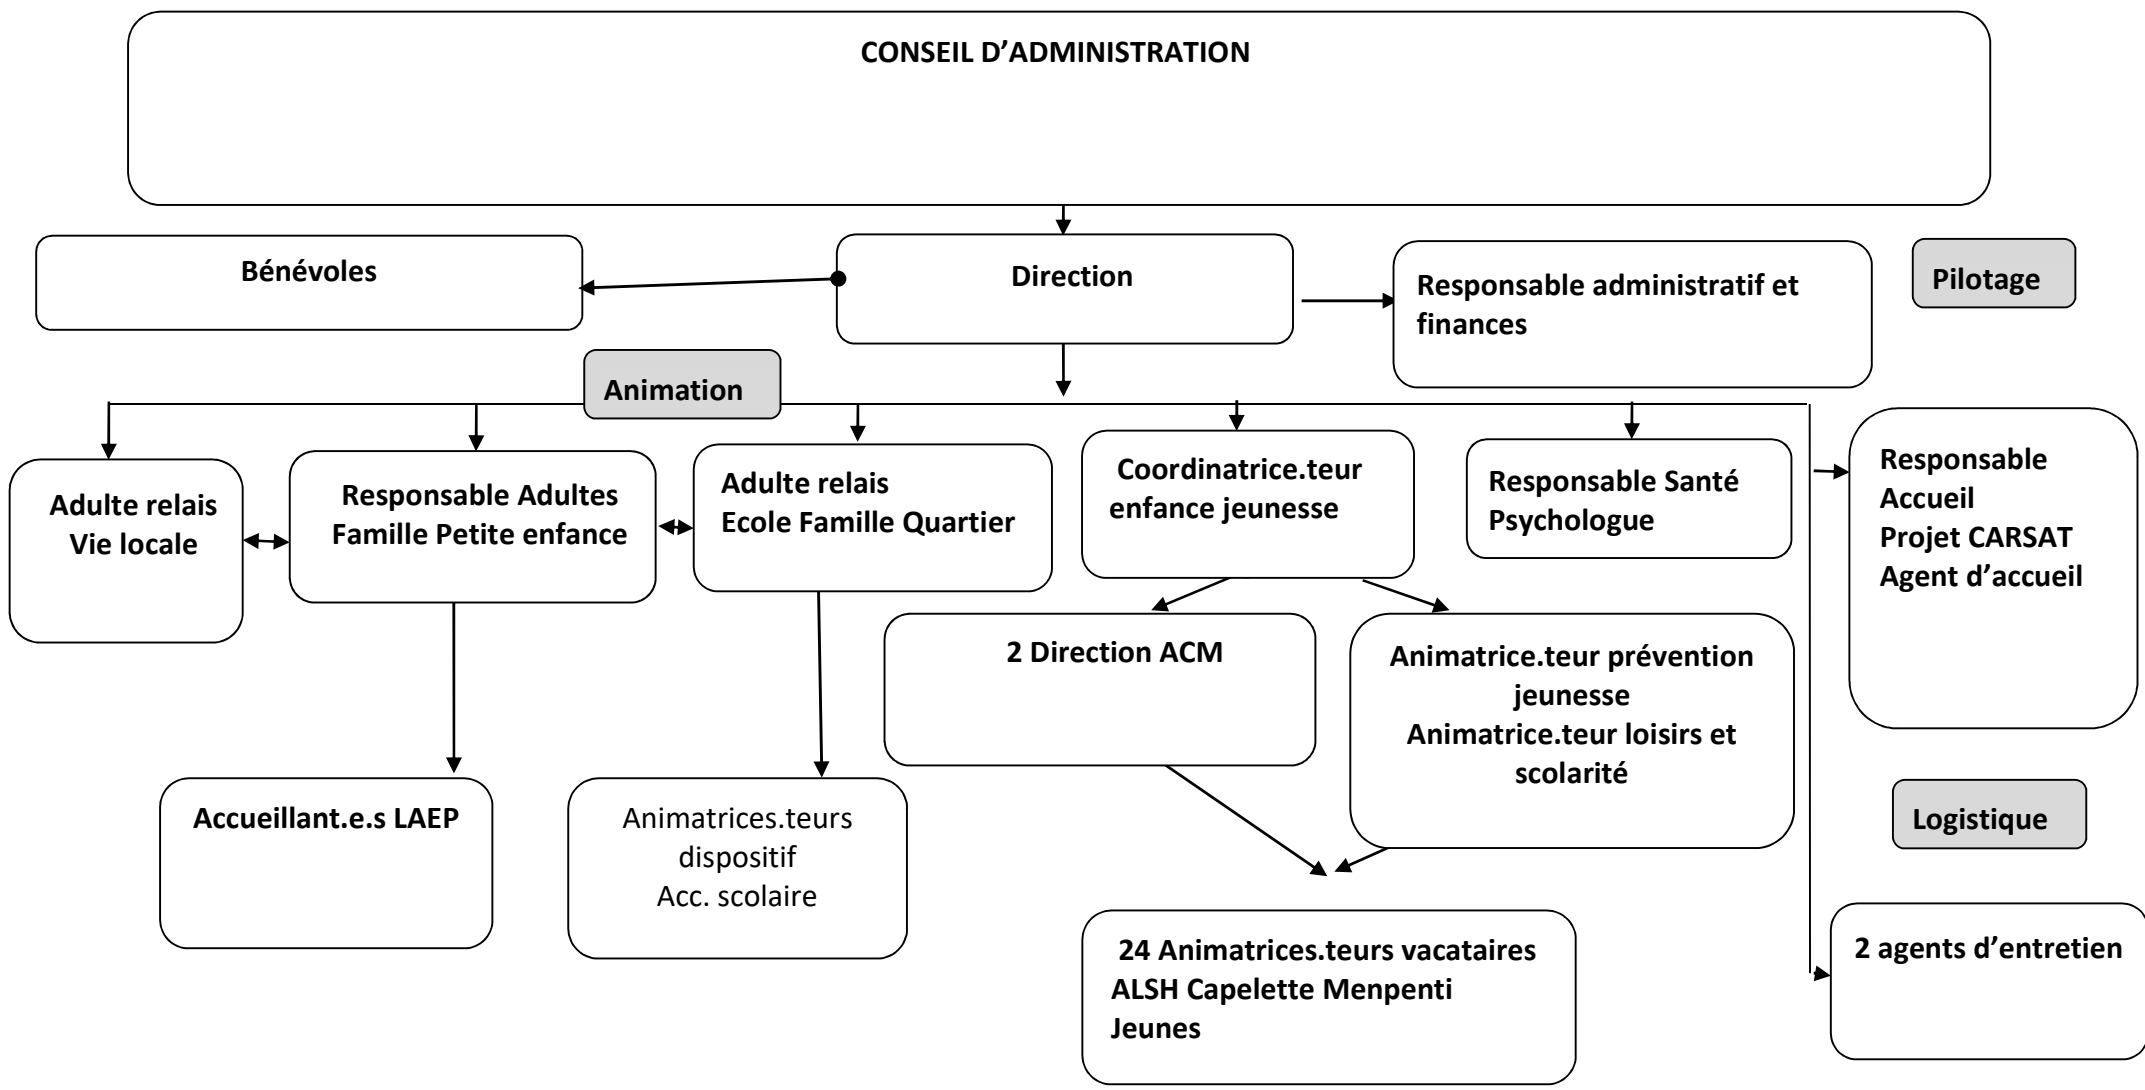 CONSEIL D’ADMINISTRATION
Bénévoles
Direction
Responsable administratif et
finances
Pilotage
Animation
Adulte relais
Vie locale
Responsable Adultes
Famille Petite enfance
Adulte relais
Ecole Famille Quartier
Coordinatrice.teur
enfance jeunesse
Responsable Santé
Psychologue
Responsable
Accueil
Projet CARSAT
Agent d’accueil
2 Direction ACM
Animatrice.teur prévention
jeunesse
Animatrice.teur loisirs et
scolarité
Accueillant.e.s LAEP
Animatrices.teurs
dispositif
Acc. scolaire
Logistique
24 Animatrices.teurs vacataires
ALSH Capelette Menpenti
Jeunes
2 agents d’entretien